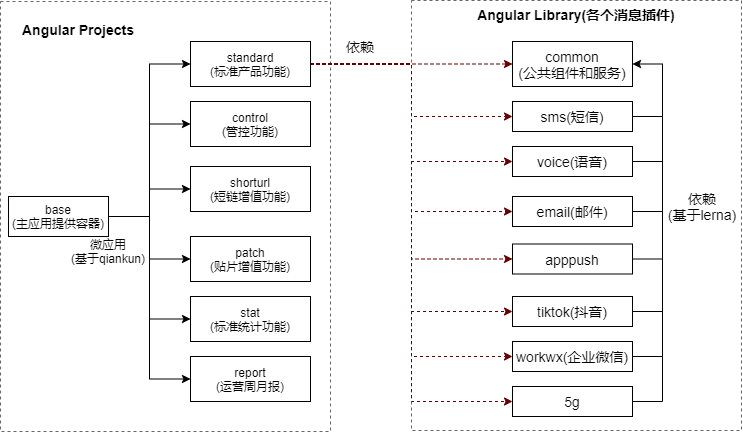 Angular Projects
base
(主应用提供容器)
微应用
(基于qiankun)
standard
(标准产品功能)
control
(管控功能)
shorturl
(短链增值功能)
patch
(贴片增值功能)
stat
(标准统计功能)
report
(运营周月报)
依赖
Angular Library(各个消息插件)
common
(公共组件和服务)
sms(短信)
voice(语音)
email(邮件)
apppush
tiktok(抖音)
workwx(企业微信)
5g
依赖
(基于lerna)